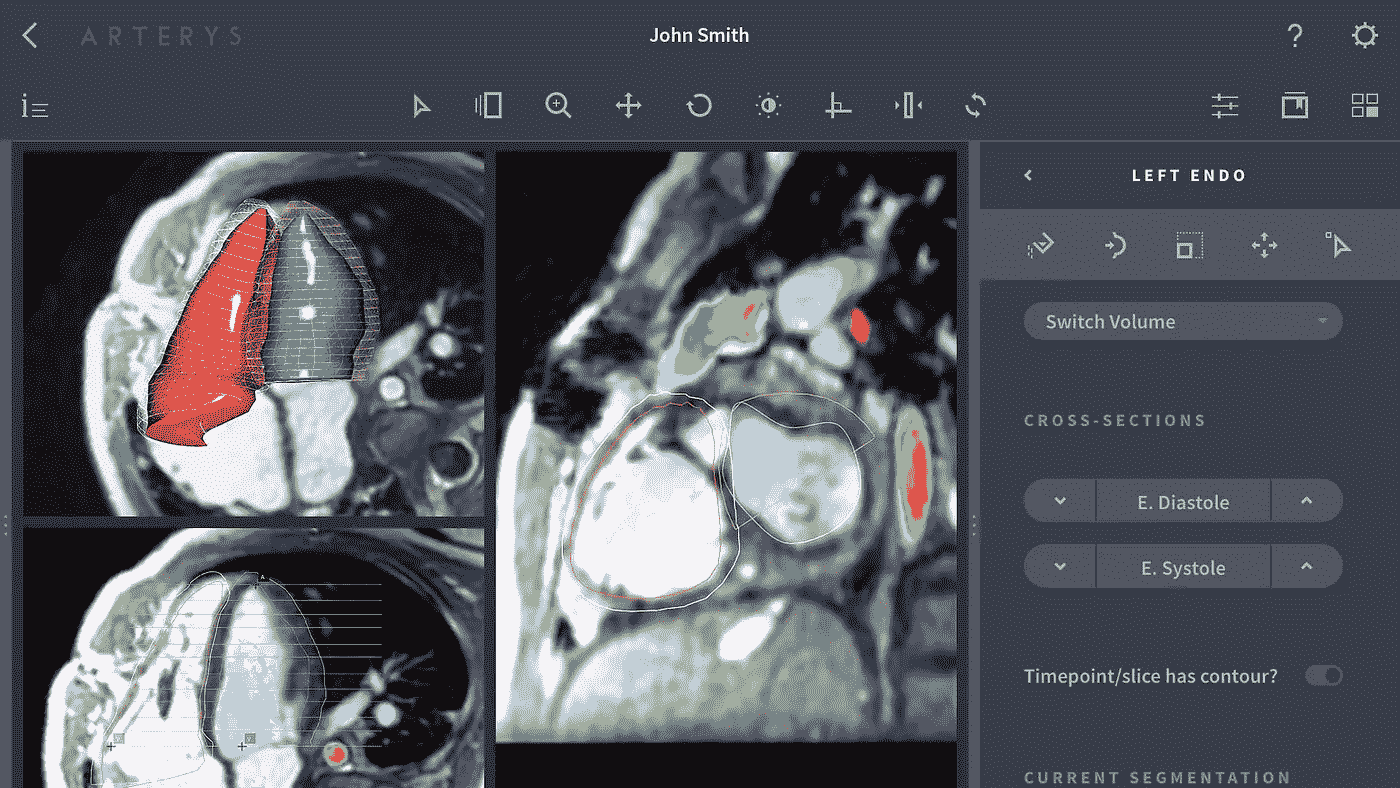 ARTERYS
John Smith
?
LEFT ENDO
Switch Volume
CROSS-SECTIONS
E. Diastole
E. Systole
Timepoint/slice has contour?
CURRENT SEGMENTATION